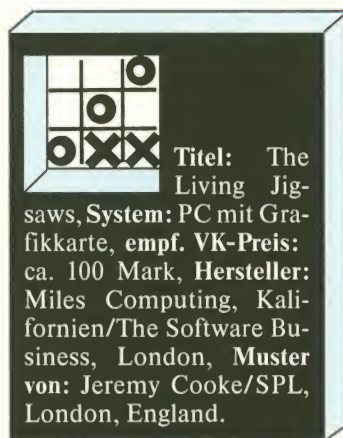 Titel: The
Living Jig-
saws, System: PC mit Gra-
fikkarte, empf. VK-Preis:
ca. 100 Mark, Hersteller:
Miles Computing, Kali-
fornien/The Software Bu-
siness, London, Muster
von: Jeremy Cooke/SPL,
London, England.